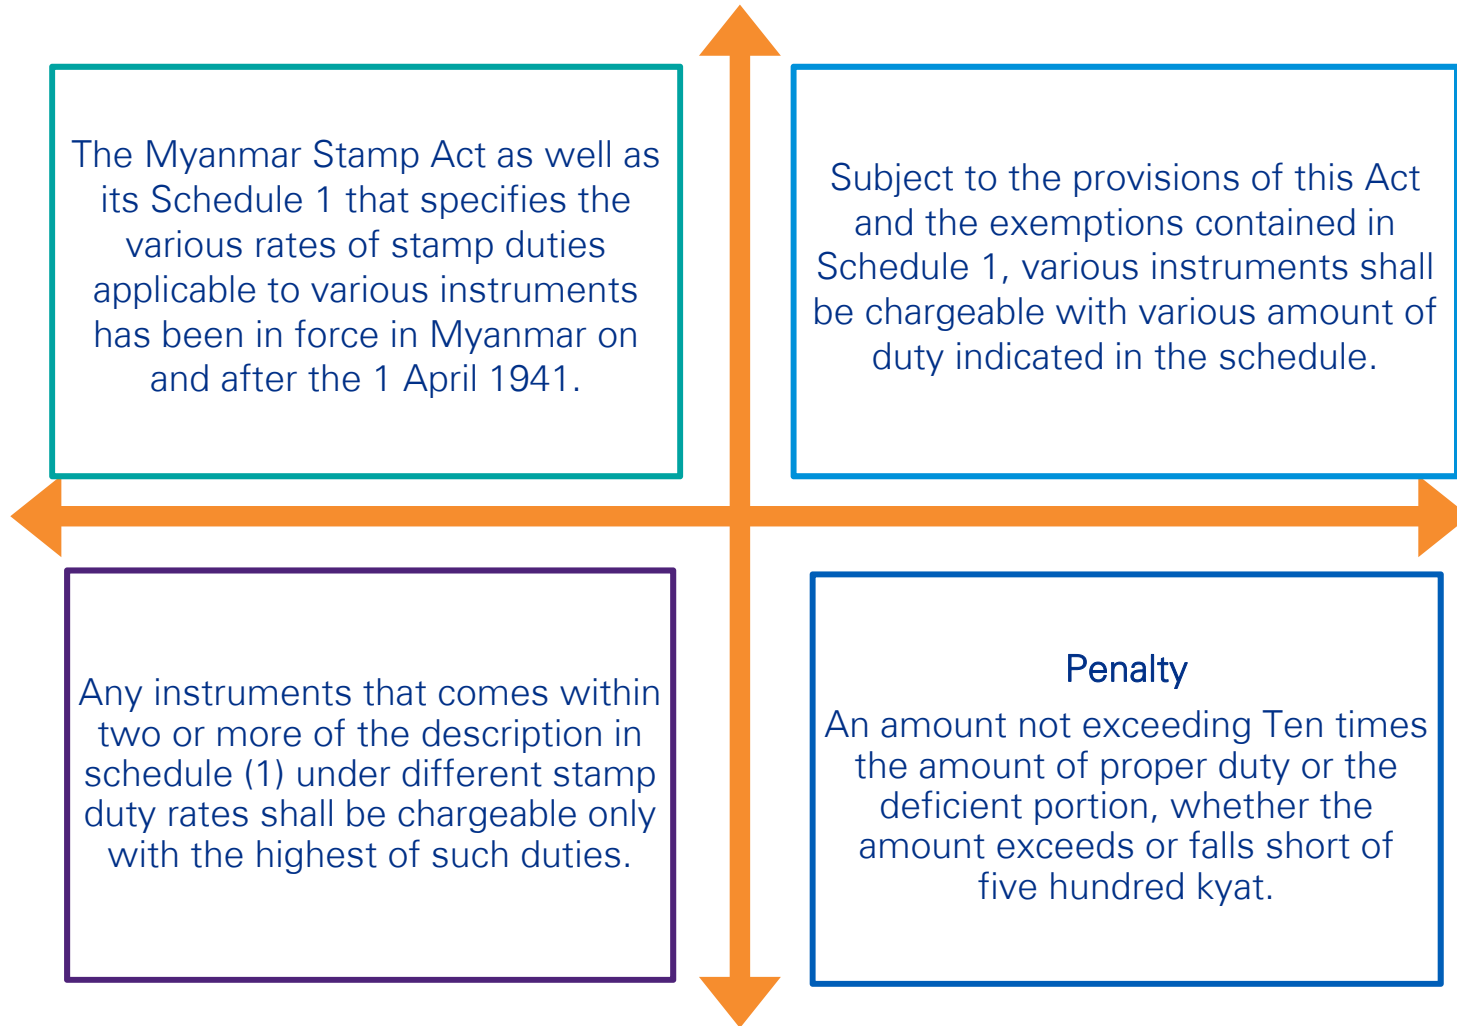 The Myanmar Stamp Act as well as
its Schedule 1 that specifies the
various rates of stamp duties
applicable to various instruments
has been in force in Myanmar on
and after the 1 April 1941.
Subject to the provisions of this Act
and the exemptions contained in
Schedule 1, various instruments shall
be chargeable with various amount of
duty indicated in the schedule.
Any instruments that comes within
two or more of the description in
schedule (1) under different stamp
duty rates shall be chargeable only
with the highest of such duties.
Penalty
An amount not exceeding Ten times
the amount of proper duty or the
deficient portion, whether the
amount exceeds or falls short of
five hundred kyat.